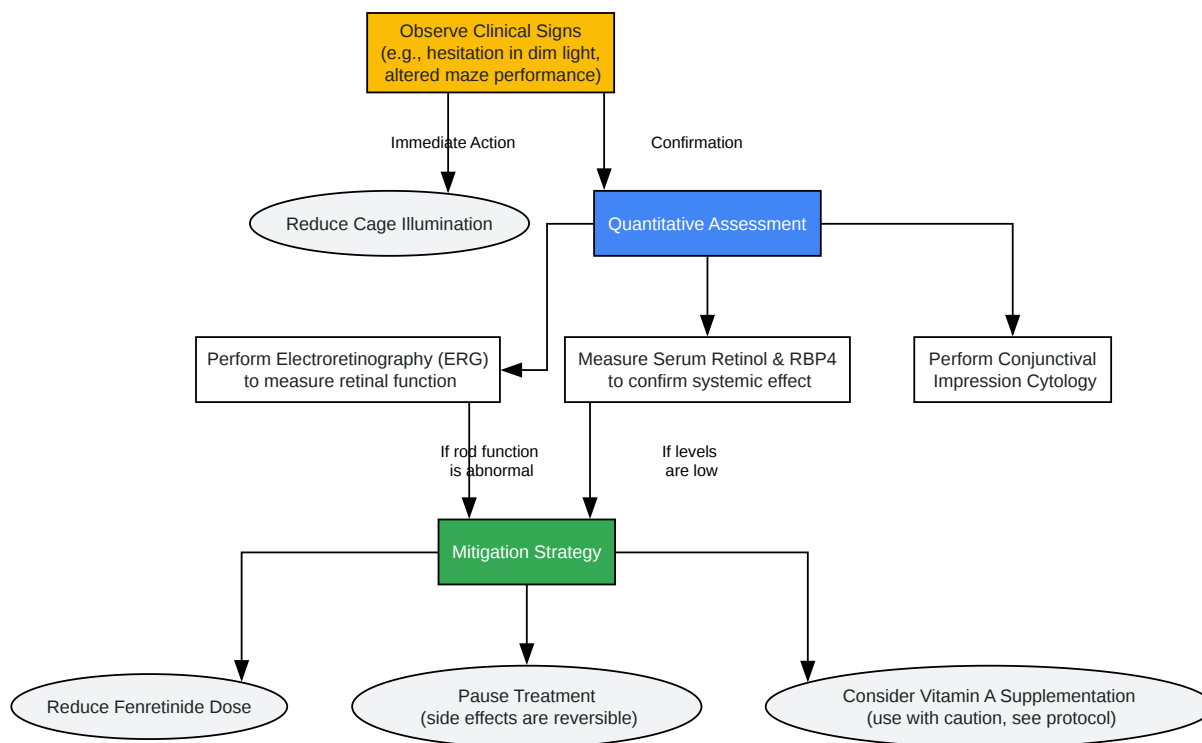 Observe Clinical Signs
(e.g., hesitation in dim light,
altered maze performance)
Immediate Action
Confirmation
Reduce Cage Illumination
Quantitative Assessment
Perform Electroretinography (ERG)
to measure retinal function
Measure Serum Retinol & RBP4
to confirm systemic effect
Perform Conjunctival
Impression Cytology
If rod function
is abnormal
If levels
are low
Mitigation Strategy
Reduce Fenretinide Dose
Pause Treatment
(side effects are reversible)
Consider Vitamin A Supplementation
(use with caution, see protocol)